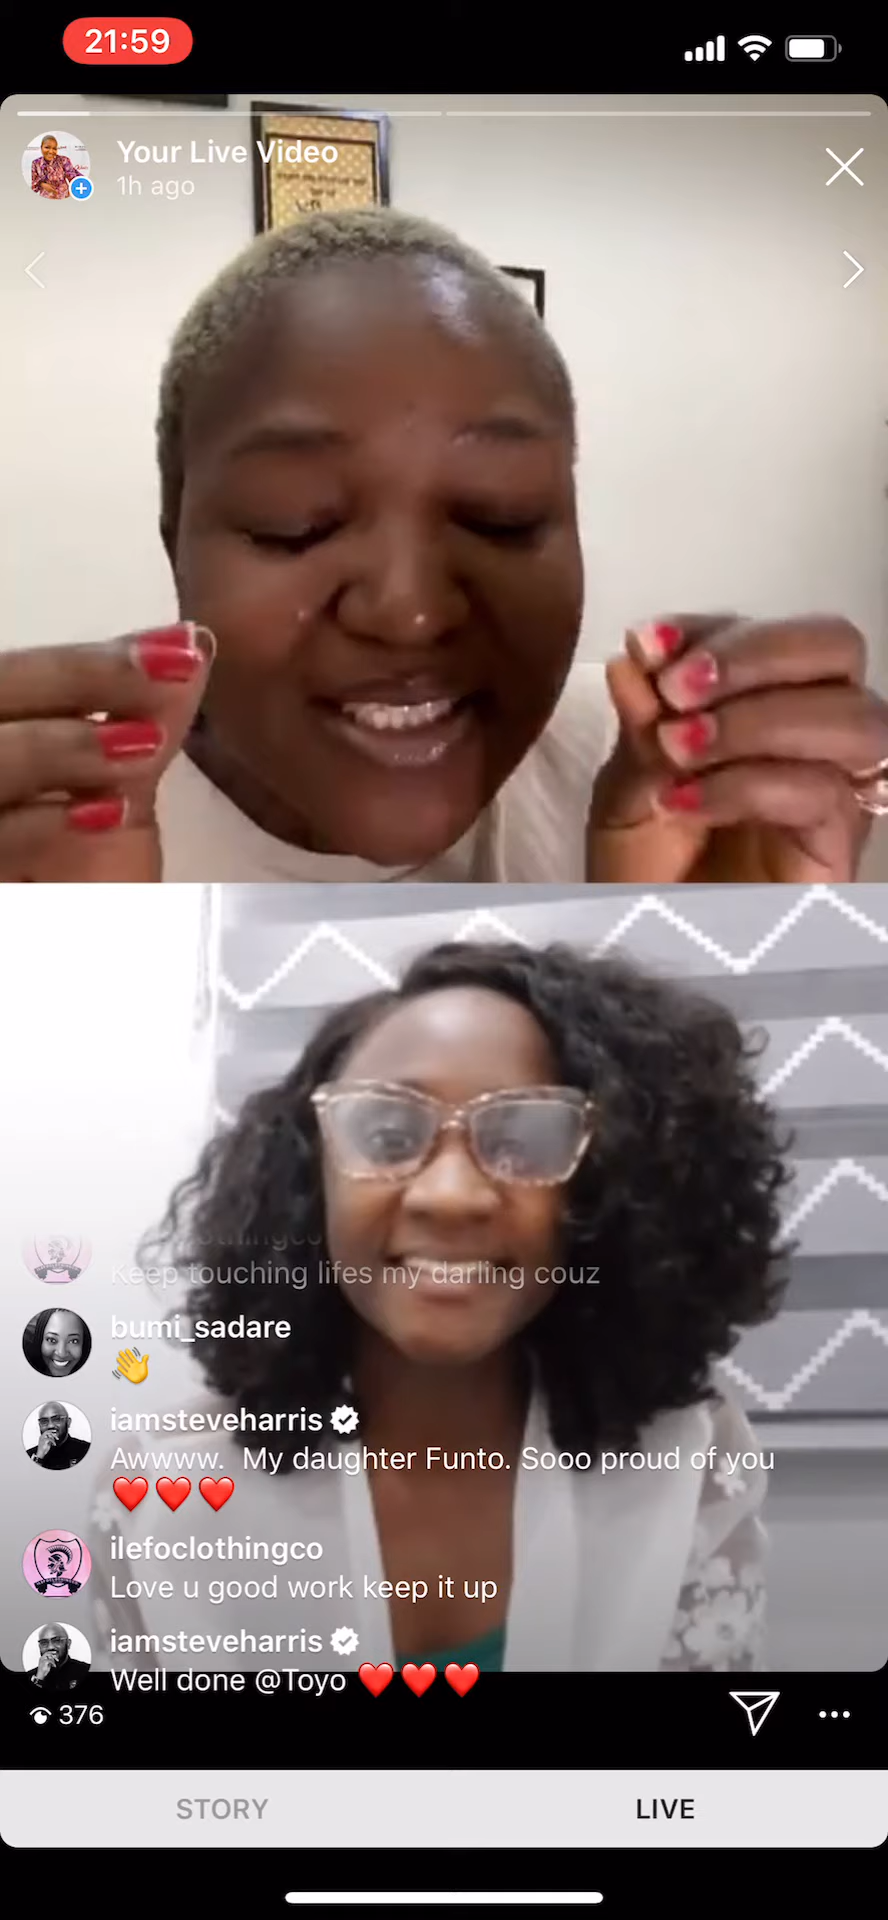 21:59
Your Live Video
1h ago
Keep touching lifes my darling couz
bumi_sadare
👋
iamsteveharris
Awwww. My daughter Funto. Sooo proud of you
❤️❤️❤️
ilefoclothingco
Love u good work keep it up
iamsteveharris
Well done @Toyo ❤️❤️❤️
376
STORY
LIVE